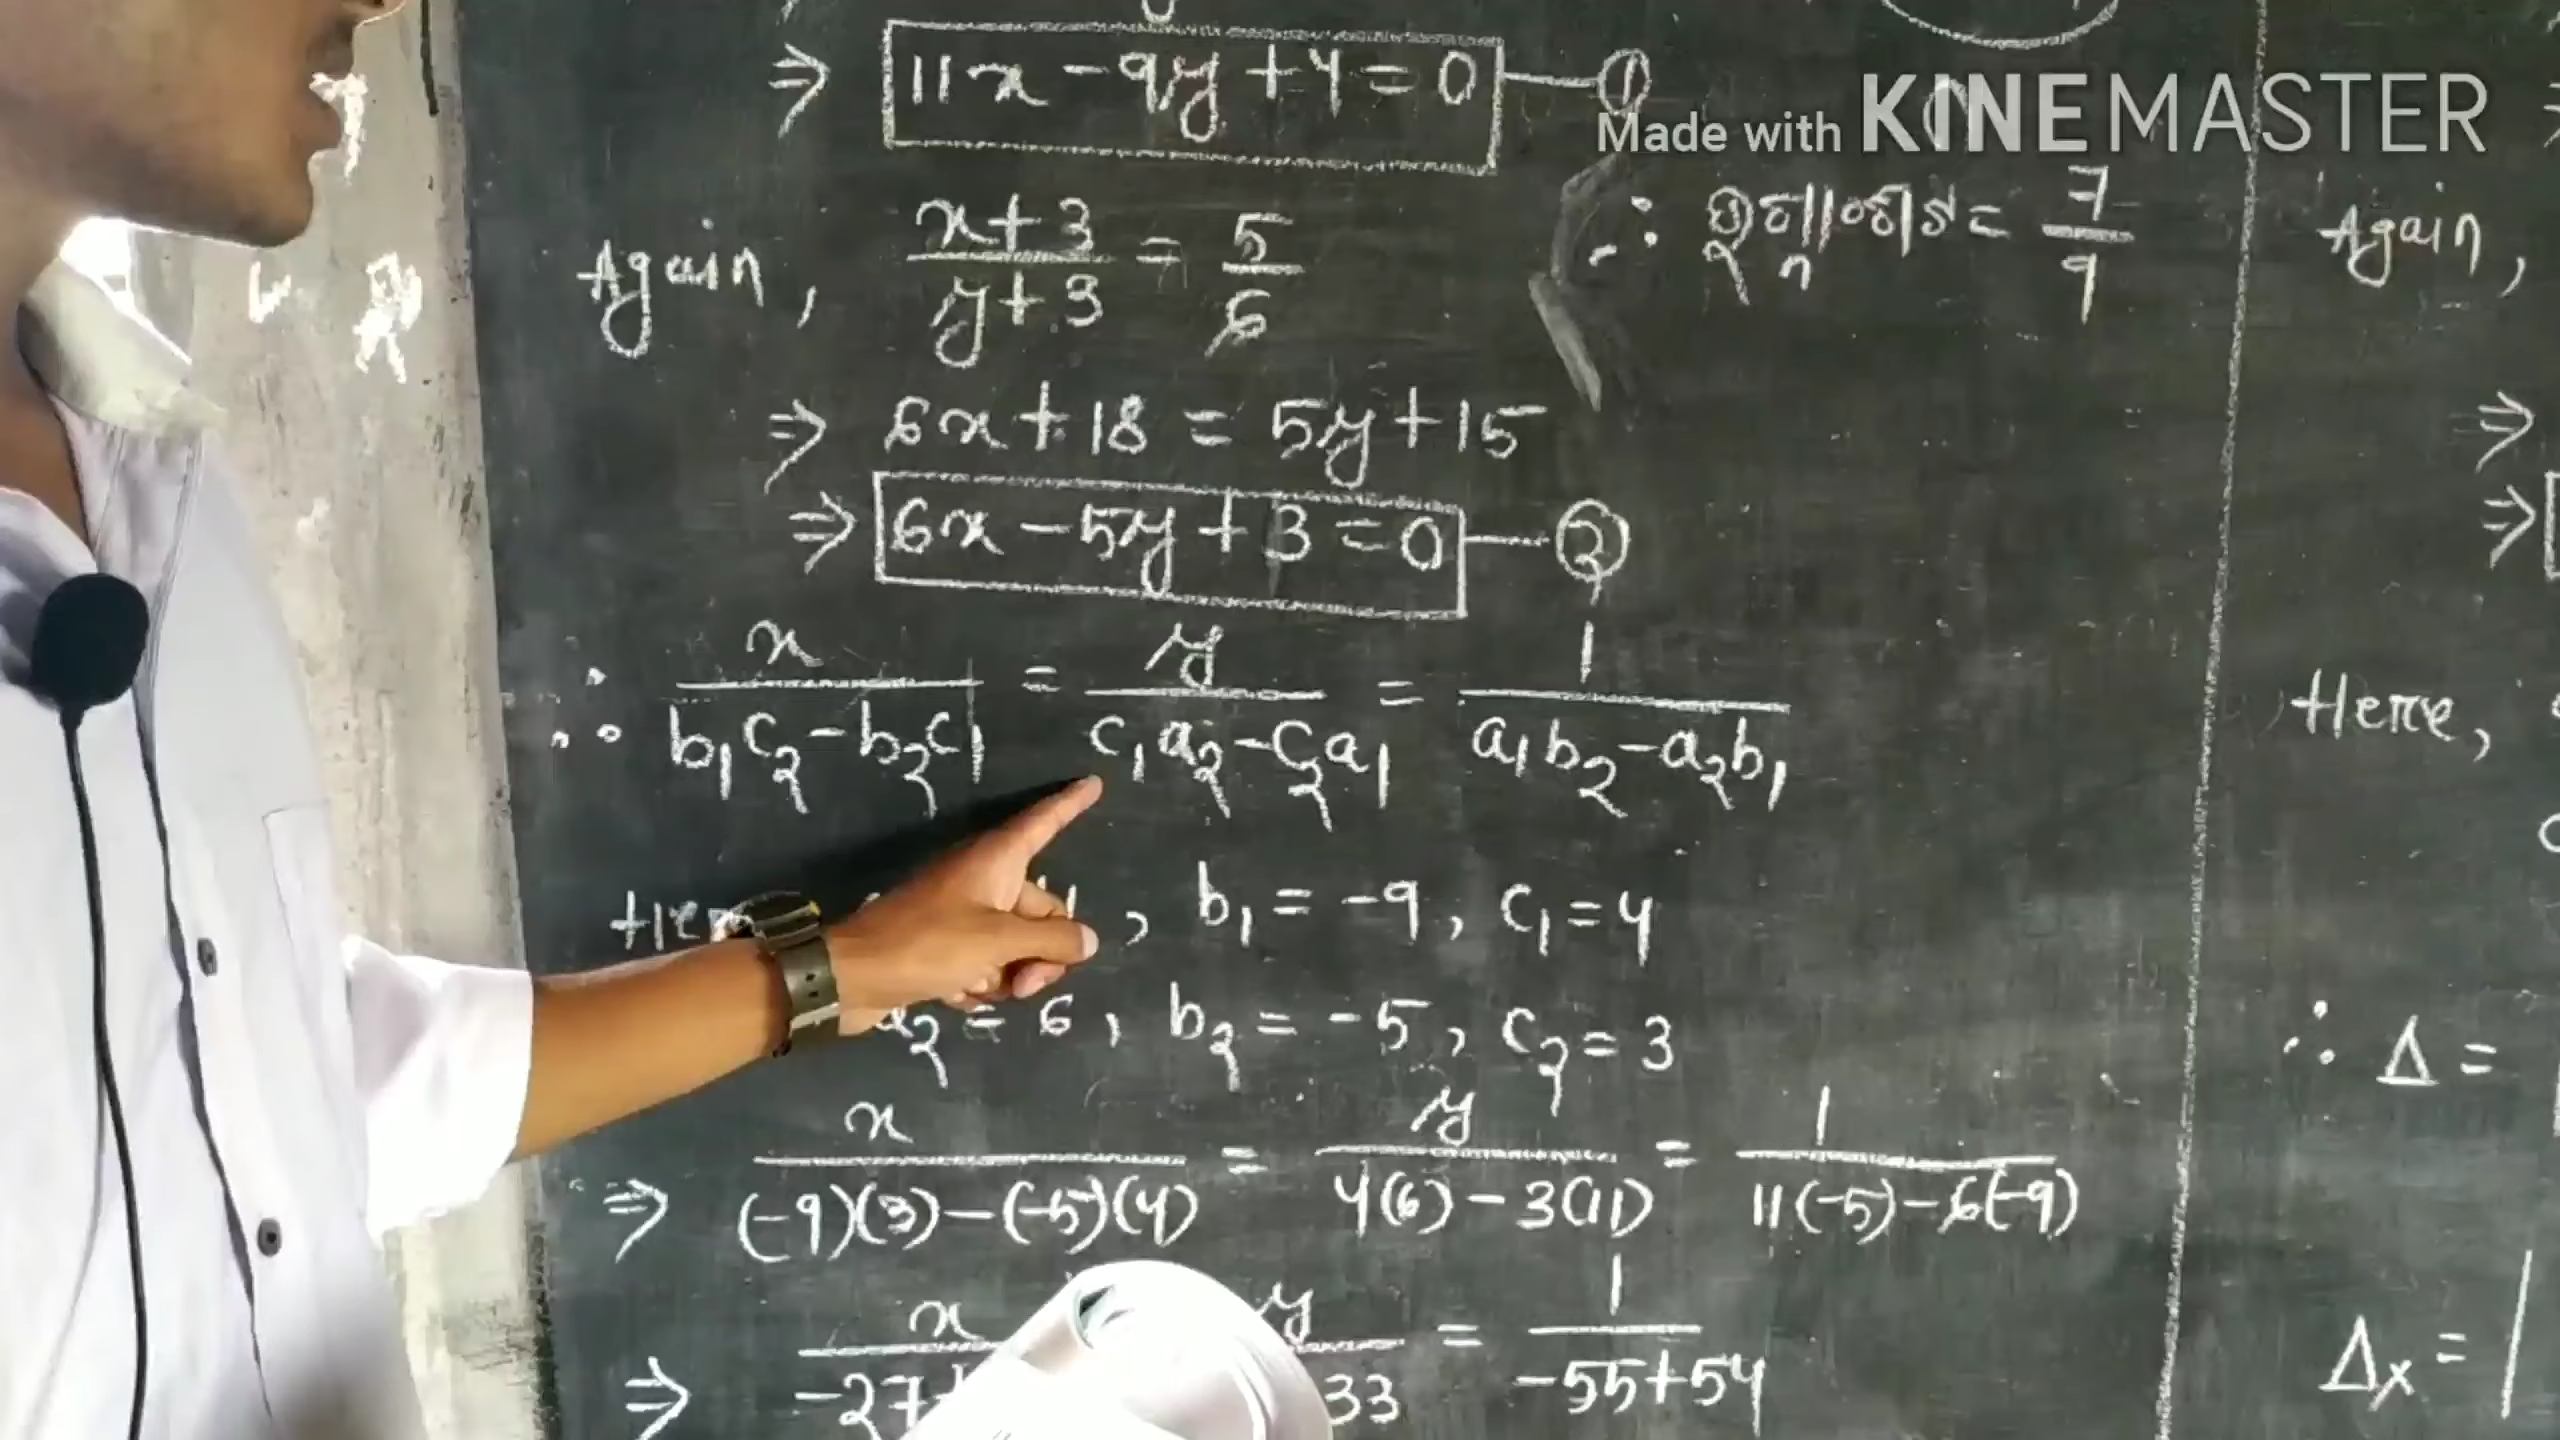 ⇒ 11x - 9y + 4 = 0 — ①
Made with KINEMASTER
Again, (x+3)/(y+3) = 5/6
= 7/9
⇒ 6x + 18 = 5y + 15
⇒ 6x - 5y + 3 = 0 — ②
∴ x/(b₁c₂ - b₂c₁) = y/(c₁a₂ - c₂a₁) = 1/(a₁b₂ - a₂b₁)
, b₁ = -9, c₁ = 4
a₂ = 6, b₂ = -5, c₂ = 3
⇒ x/((-9)(3) - (-5)(4)) = y/(4(6) - 3(11)) = 1/(11(-5) - 6(-9))
⇒ x/(-27+ y/ 33 = 1/(-55+54)
Again,
⇒
⇒
Here,
∴ Δ =
Δx = |